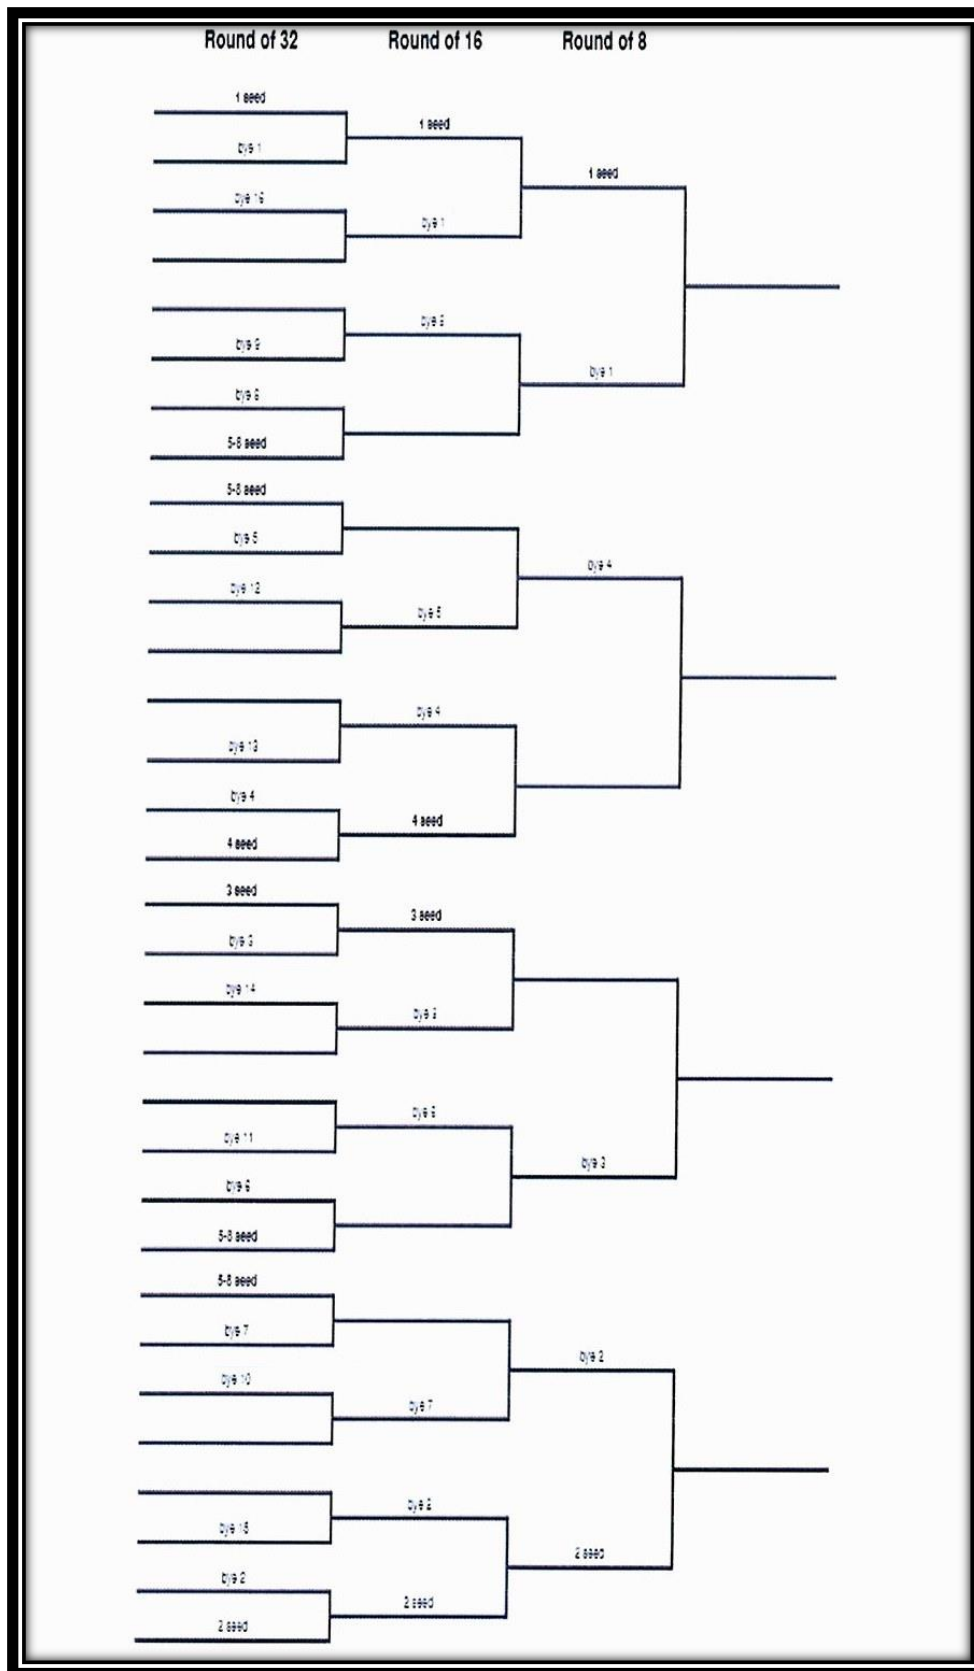 Round of 32 Round of 16 Round of 8
1 seed
bye 1
bye 16
bye 9
bye 8
5-8 seed
5-8 seed
bye 5
bye 12
bye 13
bye 4
4 seed
3 seed
bye 3
bye 14
bye 11
bye 6
5-8 seed
5-8 seed
bye 7
bye 10
bye 15
bye 2
2 seed
1 seed
bye 1
bye 8
bye 5
bye 4
4 seed
3 seed
bye 3
bye 6
bye 7
bye 2
2 seed
1 seed
bye 1
bye 4
bye 3
bye 2
2 seed